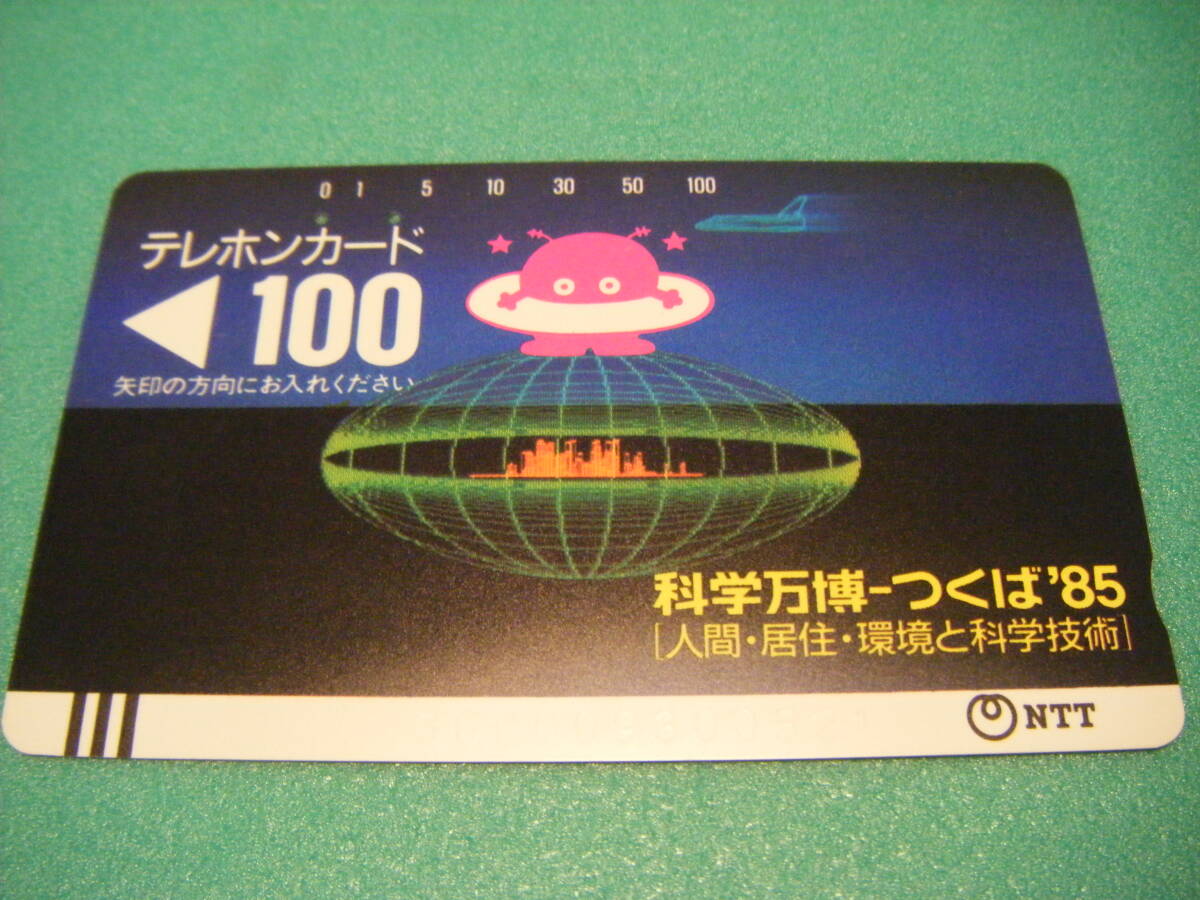 0 1 5 10 30 50 100
テレホンカード
100
矢印の方向にお入れください
科学万博-つくば'85
[人間・居住・環境と科学技術]
NTT